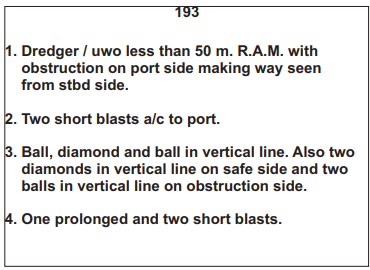 193
1. Dredger / uwo less than 50 m. R.A.M. with
obstruction on port side making way seen
from stbd side.
2. Two short blasts a/c to port.
3. Ball, diamond and ball in vertical line. Also two
diamonds in vertical line on safe side and two
balls in vertical line on obstruction side.
4. One prolonged and two short blasts.